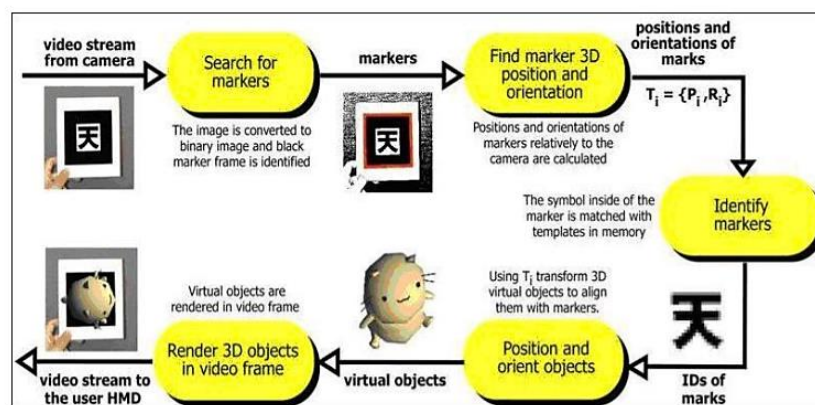 video stream
from camera
Search for
markers
markers
Find marker 3D
position and
orientation
positions and
orientations of
marks
Tᵢ = {Pᵢ ,Rᵢ}
天
The image is converted to
binary image and black
marker frame is identified
天
Positions and orientations of
markers relatively to the
camera are calculated
The symbol inside of the
marker is matched with
templates in memory
Identify
markers
天
IDs of
marks
Using Tᵢ transform 3D
virtual objects to align
them with markers.
Position and
orient objects
virtual objects
Virtual objects are
rendered in video frame
Render 3D objects
in video frame
video stream to
the user HMD